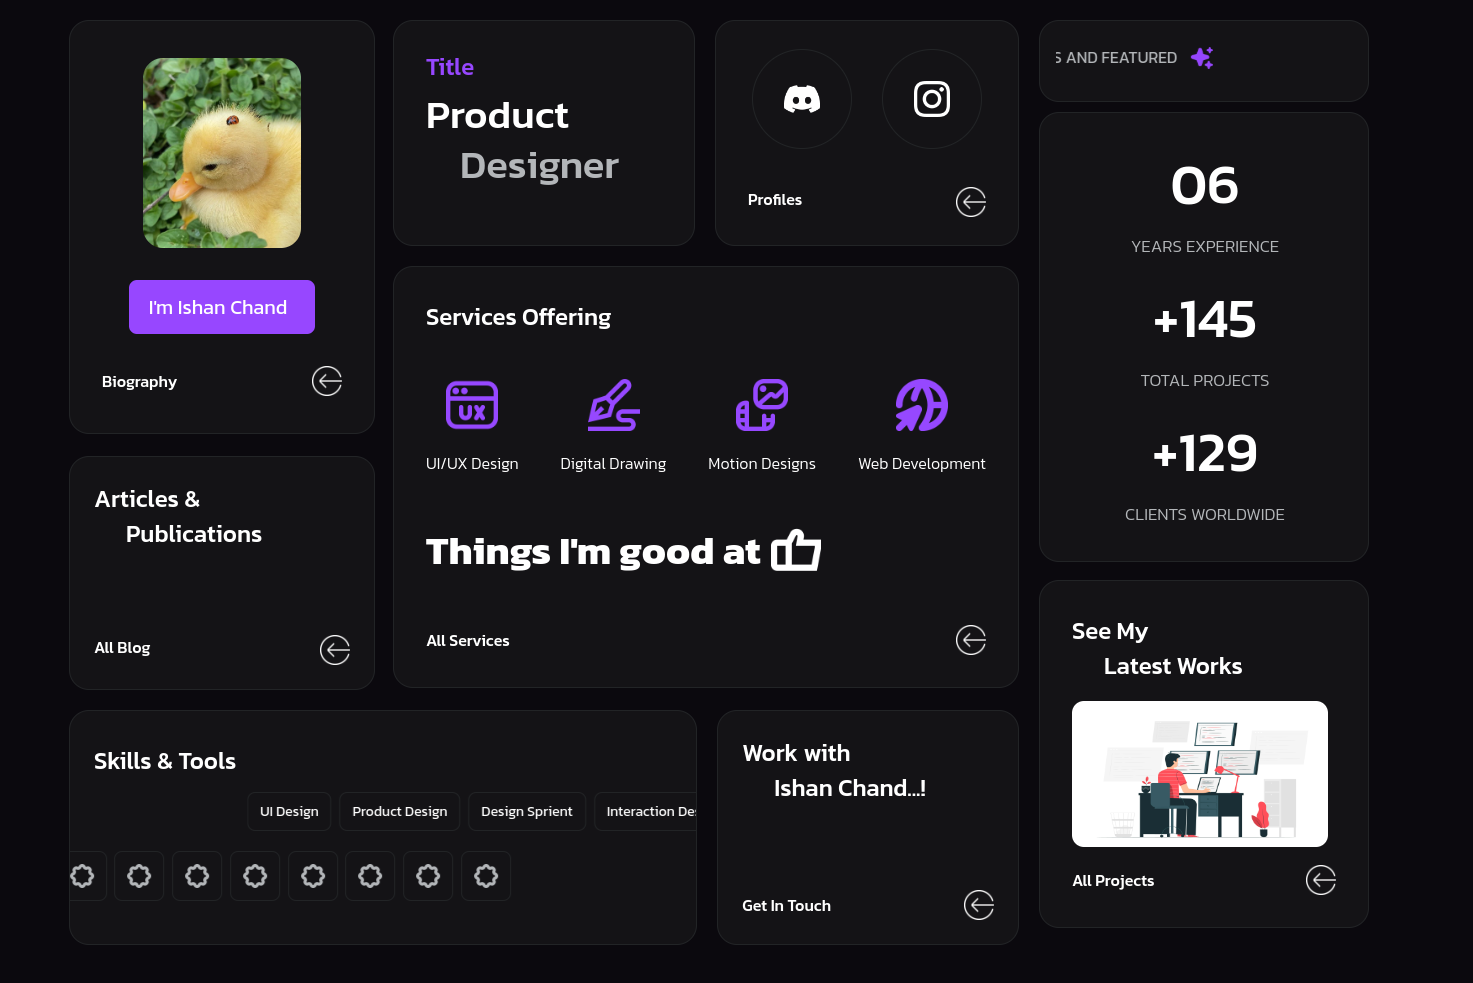 I'm Ishan Chand
Biography
Title
Product
Designer
Profiles
AND FEATURED
06
YEARS EXPERIENCE
+145
TOTAL PROJECTS
+129
CLIENTS WORLDWIDE
Services Offering
UX
UI/UX Design
Digital Drawing
Motion Designs
Web Development
Things I'm good at
All Services
Articles &
Publications
All Blog
See My
Latest Works
All Projects
Skills & Tools
UI Design
Product Design
Design Sprient
Interaction
Work with
Ishan Chand...!
Get In Touch